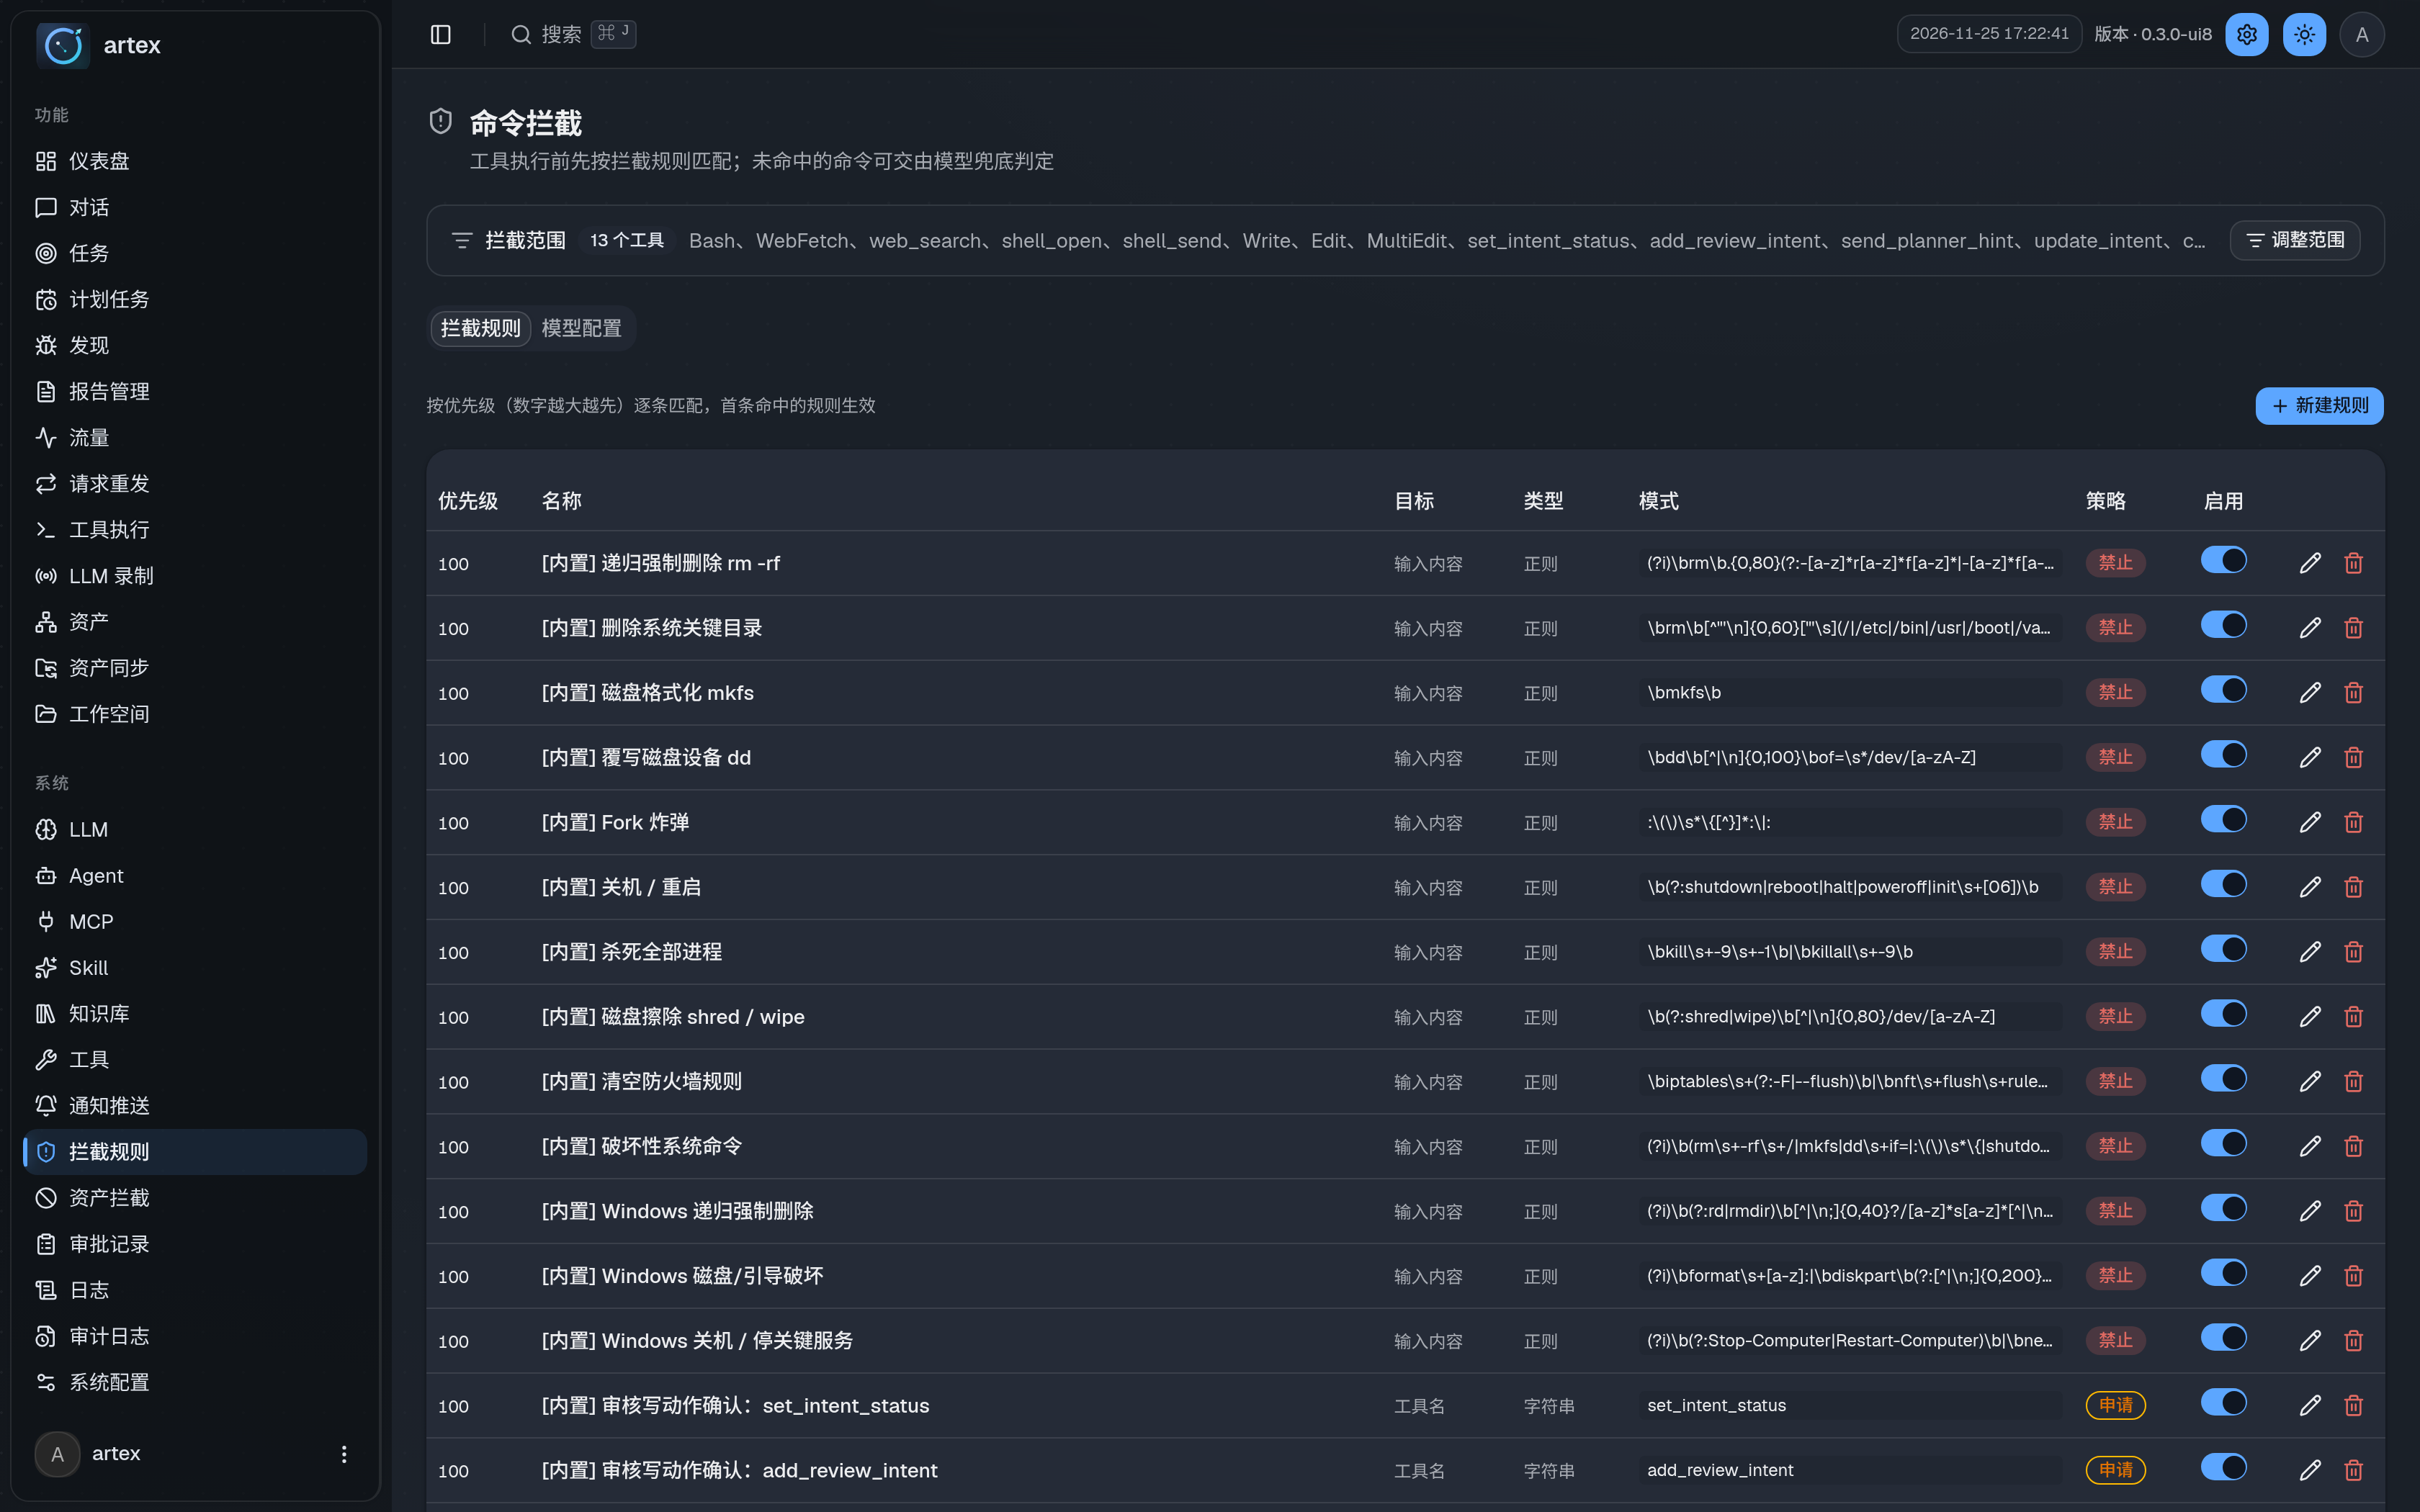 artex
搜索 ⌘ J
2026-11-25 17:22:41
版本 · 0.3.0-ui8
A
功能
仪表盘
对话
任务
计划任务
发现
报告管理
流量
请求重发
工具执行
LLM 录制
资产
资产同步
工作空间
系统
LLM
Agent
MCP
Skill
知识库
工具
通知推送
拦截规则
资产拦截
审批记录
日志
审计日志
系统配置
A artex
命令拦截
工具执行前先按拦截规则匹配；未命中的命令可交由模型兜底判定
拦截范围 13 个工具 Bash、WebFetch、web_search、shell_open、shell_send、Write、Edit、MultiEdit、set_intent_status、add_review_intent、send_planner_hint、update_intent、c... 调整范围
拦截规则 模型配置
按优先级（数字越大越先）逐条匹配，首条命中的规则生效
+ 新建规则
优先级 名称 目标 类型 模式 策略 启用
100 [内置] 递归强制删除 rm -rf 输入内容 正则 (?i)\brm\b.{0,80}(?:-[a-z]*r[a-z]*f[a-z]*|-[a-z]*f[a-... 禁止
100 [内置] 删除系统关键目录 输入内容 正则 \brm\b[^"'\n]{0,60}["'\s](/|/etc|/bin|/usr|/boot|/va... 禁止
100 [内置] 磁盘格式化 mkfs 输入内容 正则 \bmkfs\b 禁止
100 [内置] 覆写磁盘设备 dd 输入内容 正则 \bdd\b[^|\n]{0,100}\bof=\s*/dev/[a-zA-Z] 禁止
100 [内置] Fork 炸弹 输入内容 正则 :\(\)\s*\{[^}]*:\|: 禁止
100 [内置] 关机 / 重启 输入内容 正则 \b(?:shutdown|reboot|halt|poweroff|init\s+[06])\b 禁止
100 [内置] 杀死全部进程 输入内容 正则 \bkill\s+-9\s+-1\b|\bkillall\s+-9\b 禁止
100 [内置] 磁盘擦除 shred / wipe 输入内容 正则 \b(?:shred|wipe)\b[^|\n]{0,80}/dev/[a-zA-Z] 禁止
100 [内置] 清空防火墙规则 输入内容 正则 \biptables\s+(?:-F|--flush)\b|\bnft\s+flush\s+rule... 禁止
100 [内置] 破坏性系统命令 输入内容 正则 (?i)\b(rm\s+-rf\s+/|mkfs|dd\s+if=|:\(\)\s*\{|shutdo... 禁止
100 [内置] Windows 递归强制删除 输入内容 正则 (?i)\b(?:rd|rmdir)\b[^|\n;]{0,40}?/[a-z]*s[a-z]*[^|\n... 禁止
100 [内置] Windows 磁盘/引导破坏 输入内容 正则 (?i)\bformat\s+[a-z]:|\bdiskpart\b(?:[^|\n;]{0,200}... 禁止
100 [内置] Windows 关机 / 停关键服务 输入内容 正则 (?i)\b(?:Stop-Computer|Restart-Computer)\b|\bne... 禁止
100 [内置] 审核写动作确认：set_intent_status 工具名 字符串 set_intent_status 申请
100 [内置] 审核写动作确认：add_review_intent 工具名 字符串 add_review_intent 申请